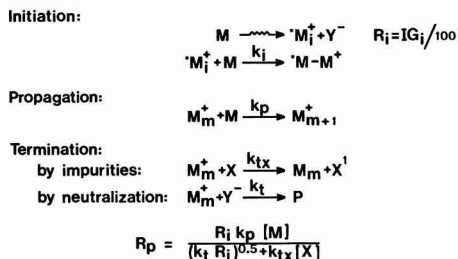 Initiation:
M ⟿ ·M_i^+ + Y^- R_i = IG_i/100
·M_i^+ + M —k_i→ ·M–M^+
Propagation:
M_m^+ + M —k_p→ M_{m+1}^+
Termination:
by impurities: M_m^+ + X —k_tx→ M_m + X^1
by neutralization: M_m^+ + Y^- —k_t→ P
R_p = R_i k_p [M] / (k_t R_i)^0.5 + k_tx [X]